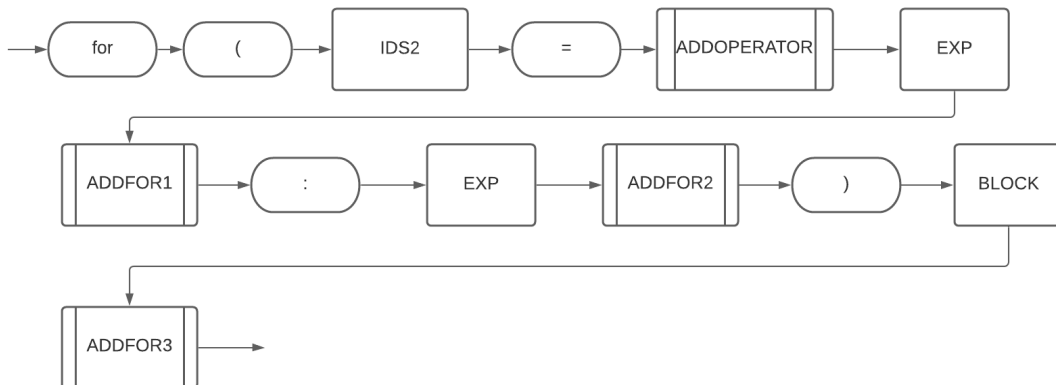 for ( IDS2 = ADDOPERATOR EXP
ADDFOR1 : EXP ADDFOR2 ) BLOCK
ADDFOR3